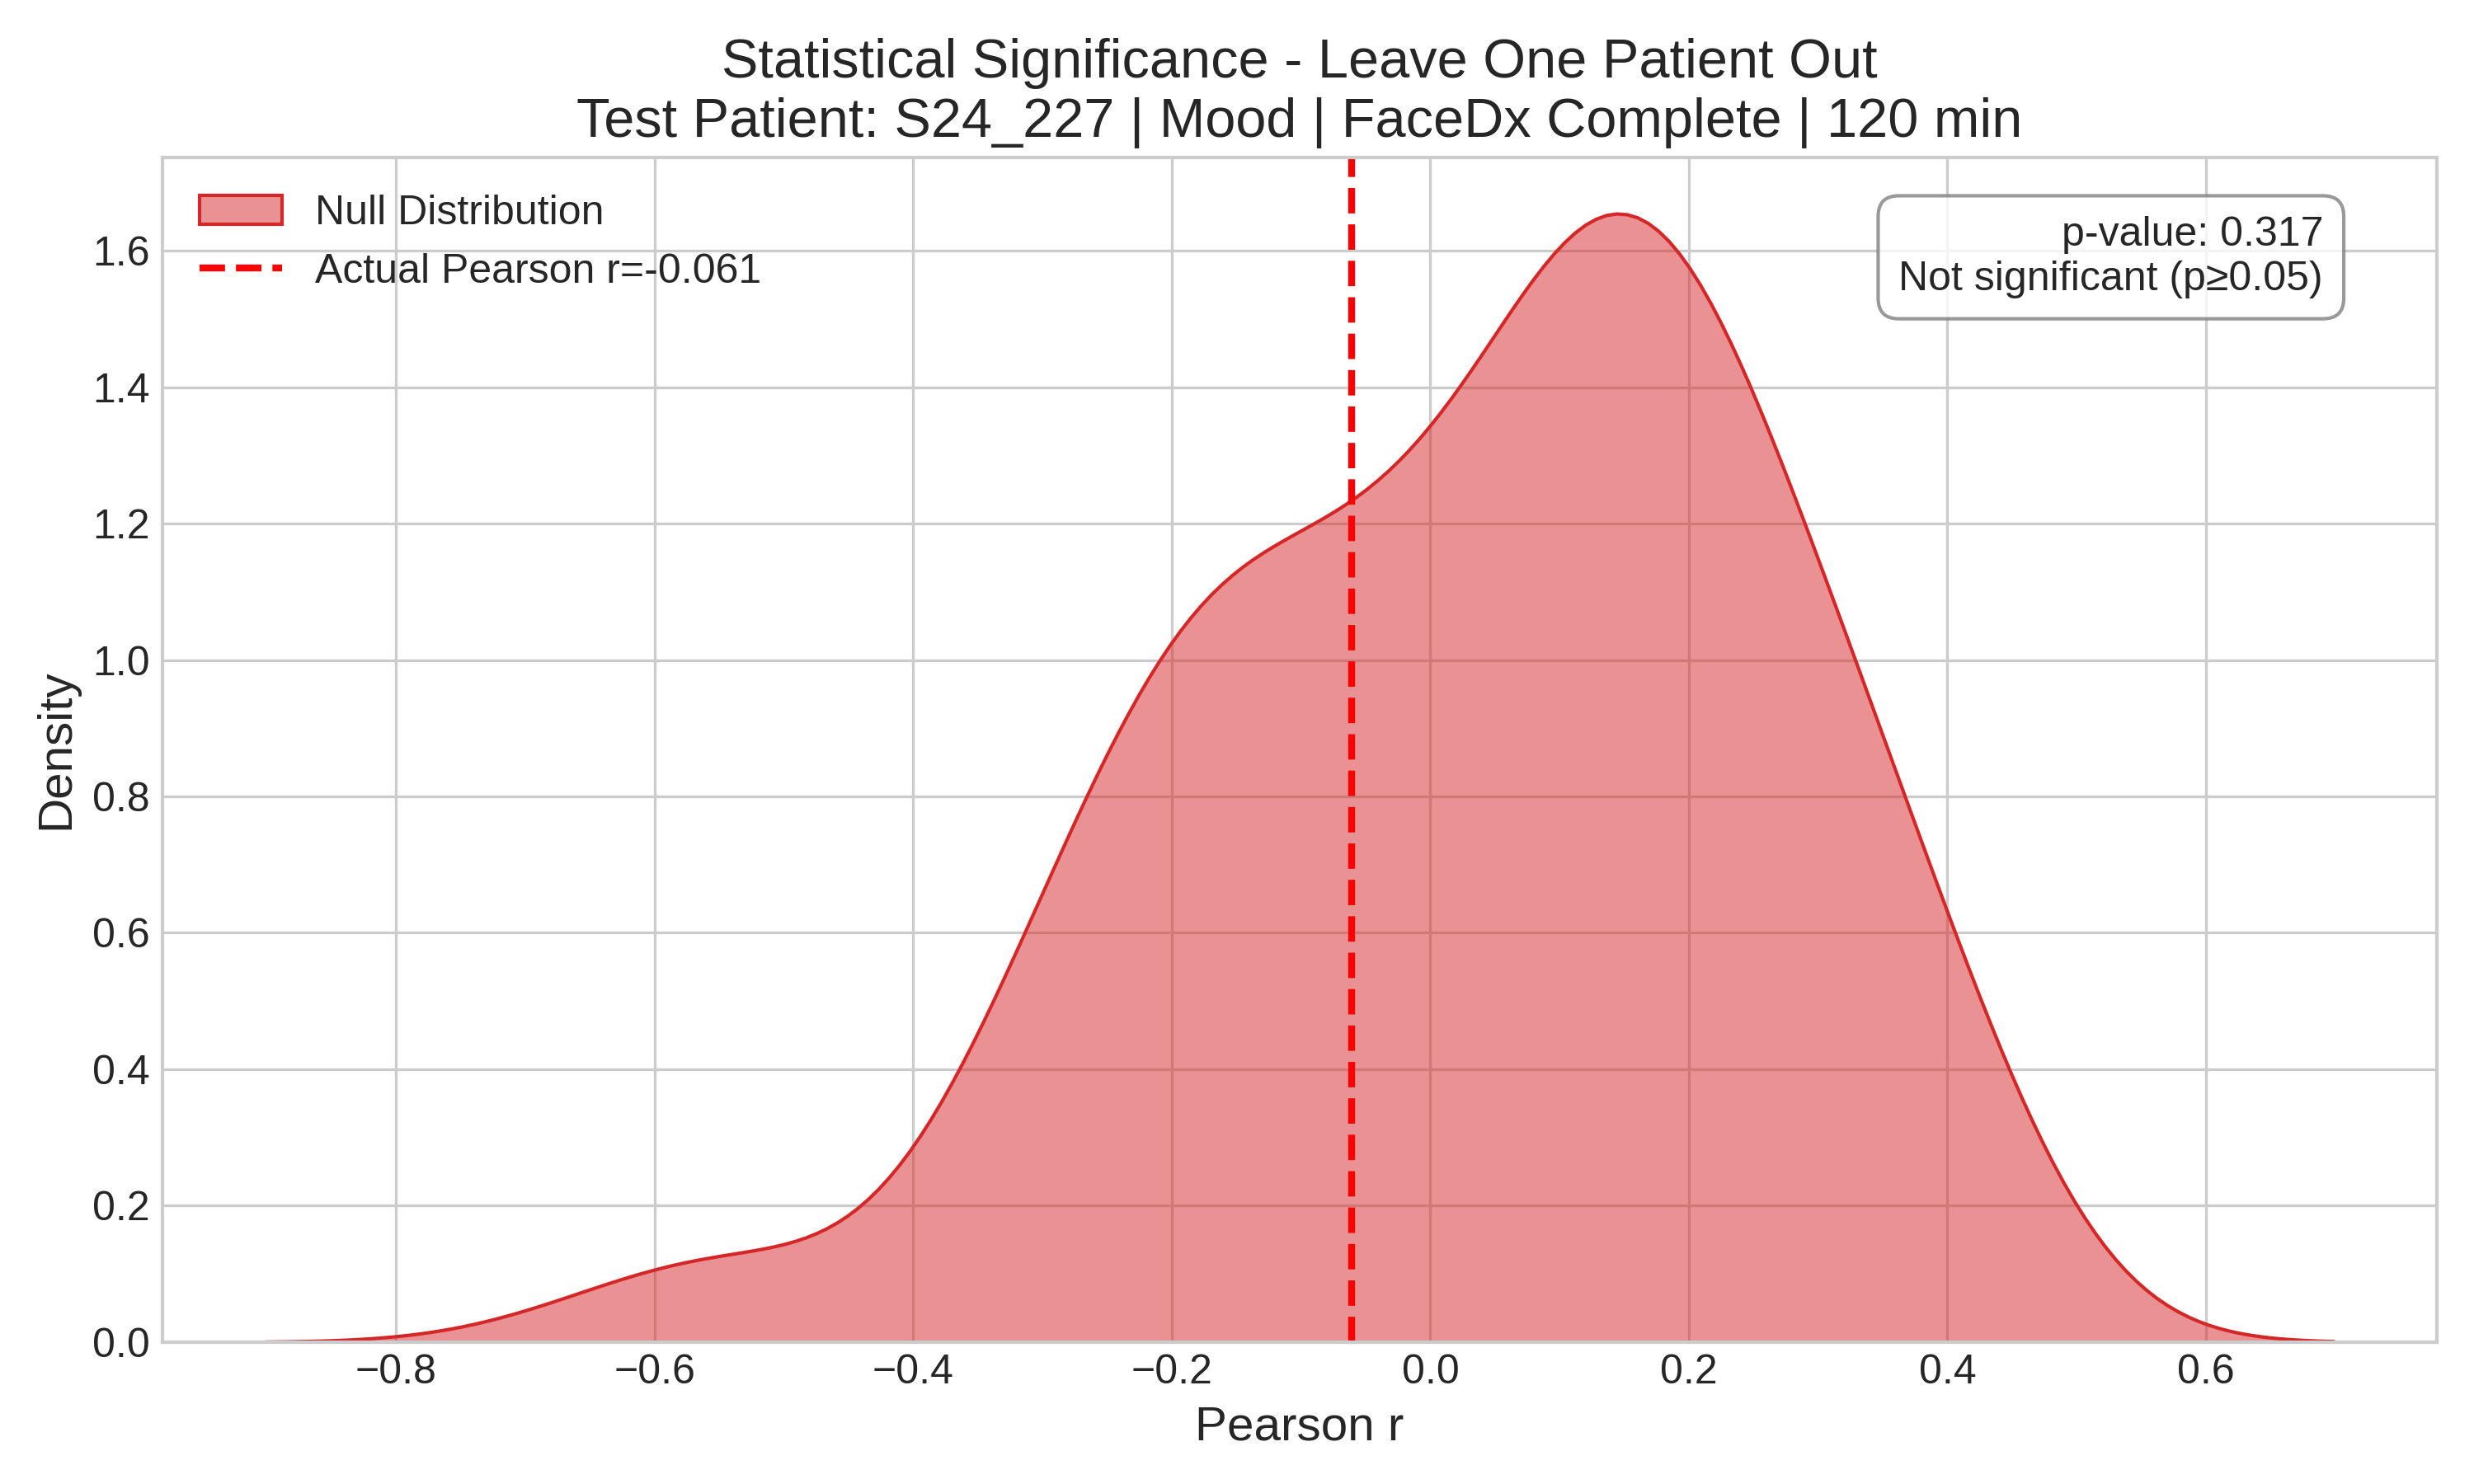 Statistical Significance - Leave One Patient Out
Test Patient: S24_227 | Mood | FaceDx Complete | 120 min
Null Distribution
Actual Pearson r=-0.061
p-value: 0.317
Not significant (p≥0.05)
Density
1.6
1.4
1.2
1.0
0.8
0.6
0.4
0.2
0.0
−0.8 −0.6 −0.4 −0.2 0.0 0.2 0.4 0.6
Pearson r